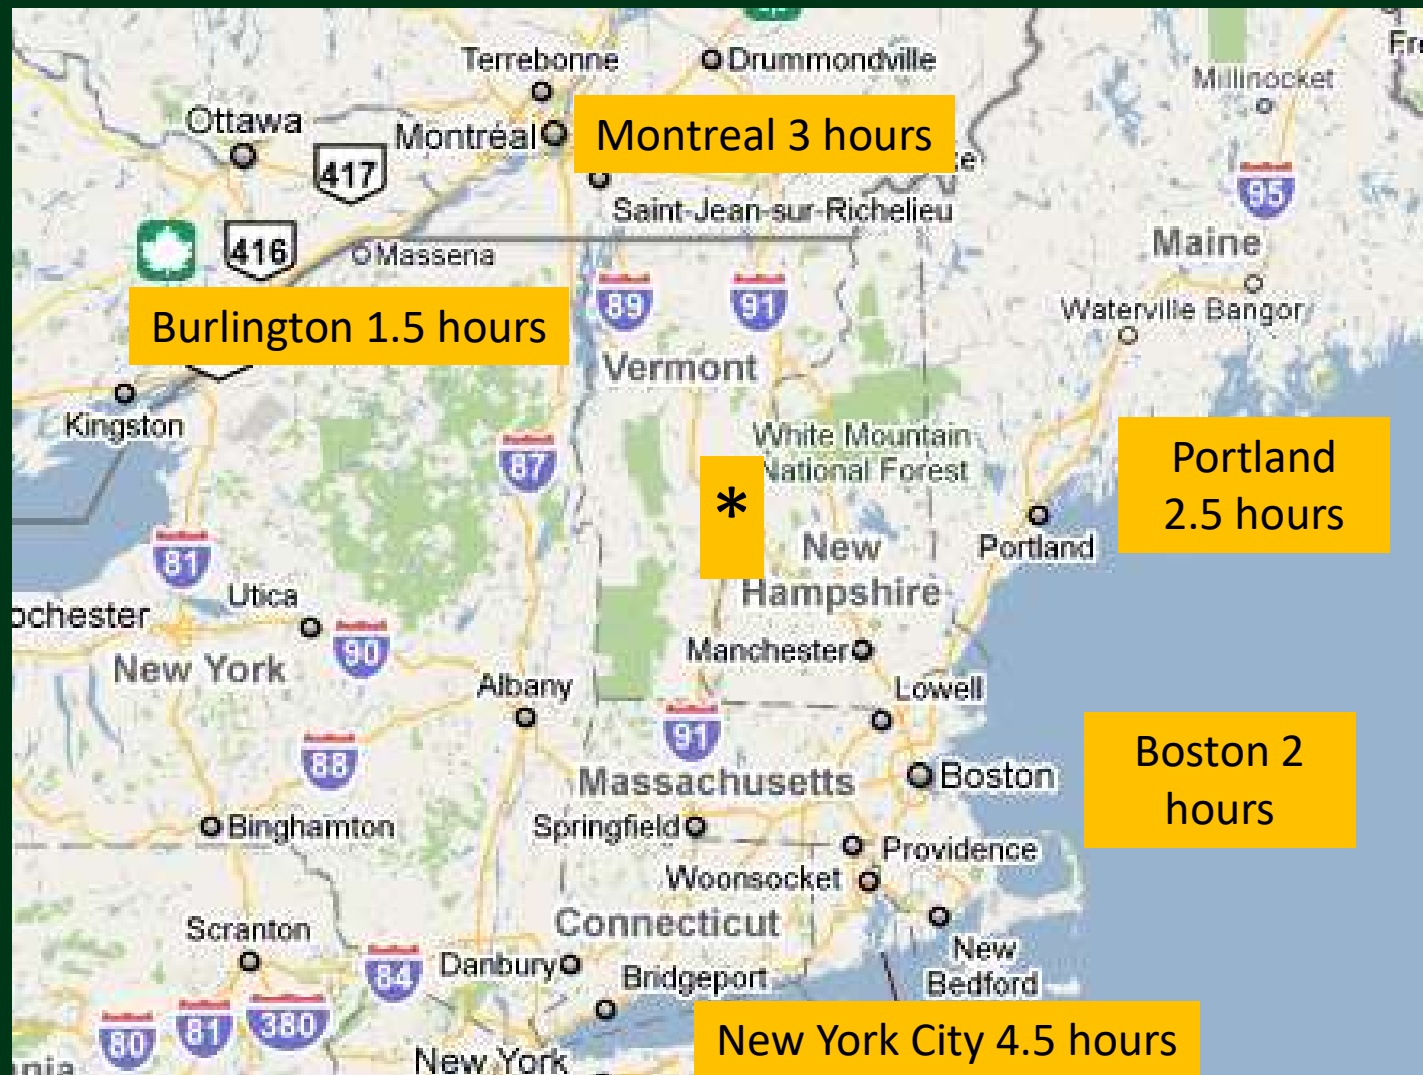 Terrebonne
Drummondville
Fre
Millinocket
Ottawa
Montréal
Montreal 3 hours
417
95
Saint-Jean-sur-Richelieu
416
Massena
Maine
Burlington 1.5 hours
89
91
Waterville Bangor
Vermont
Kingston
White Mountain
National Forest
87
Portland
2.5 hours
*
New
Hampshire
Portland
81
Utica
ochester
90
New York
Manchester
Albany
Lowell
91
88
Massachusetts
Boston
Boston 2
hours
Binghamton
Springfield
Providence
Woonsocket
Connecticut
Scranton
84
Danbury
Bridgeport
New
Bedford
80
81
380
New York
New York City 4.5 hours